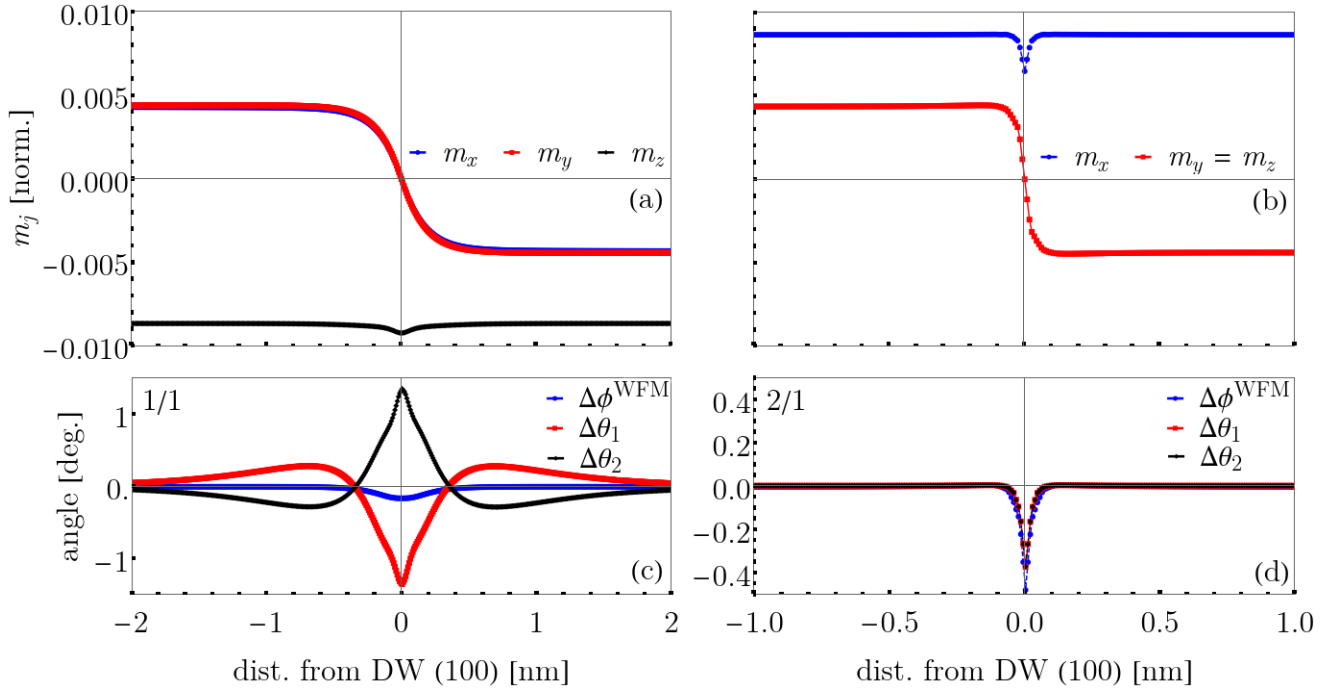 0.010
0.005
0.000
−0.005
−0.010
m_j [norm.]
m_x m_y m_z
(a)
m_x m_y = m_z
(b)
1/1
Δϕ^WFM
Δθ_1
Δθ_2
1
0
−1
angle [deg.]
(c)
−2 −1 0 1 2
dist. from DW (100) [nm]
2/1
Δϕ^WFM
Δθ_1
Δθ_2
0.4
0.2
0.0
−0.2
−0.4
(d)
−1.0 −0.5 0.0 0.5 1.0
dist. from DW (100) [nm]